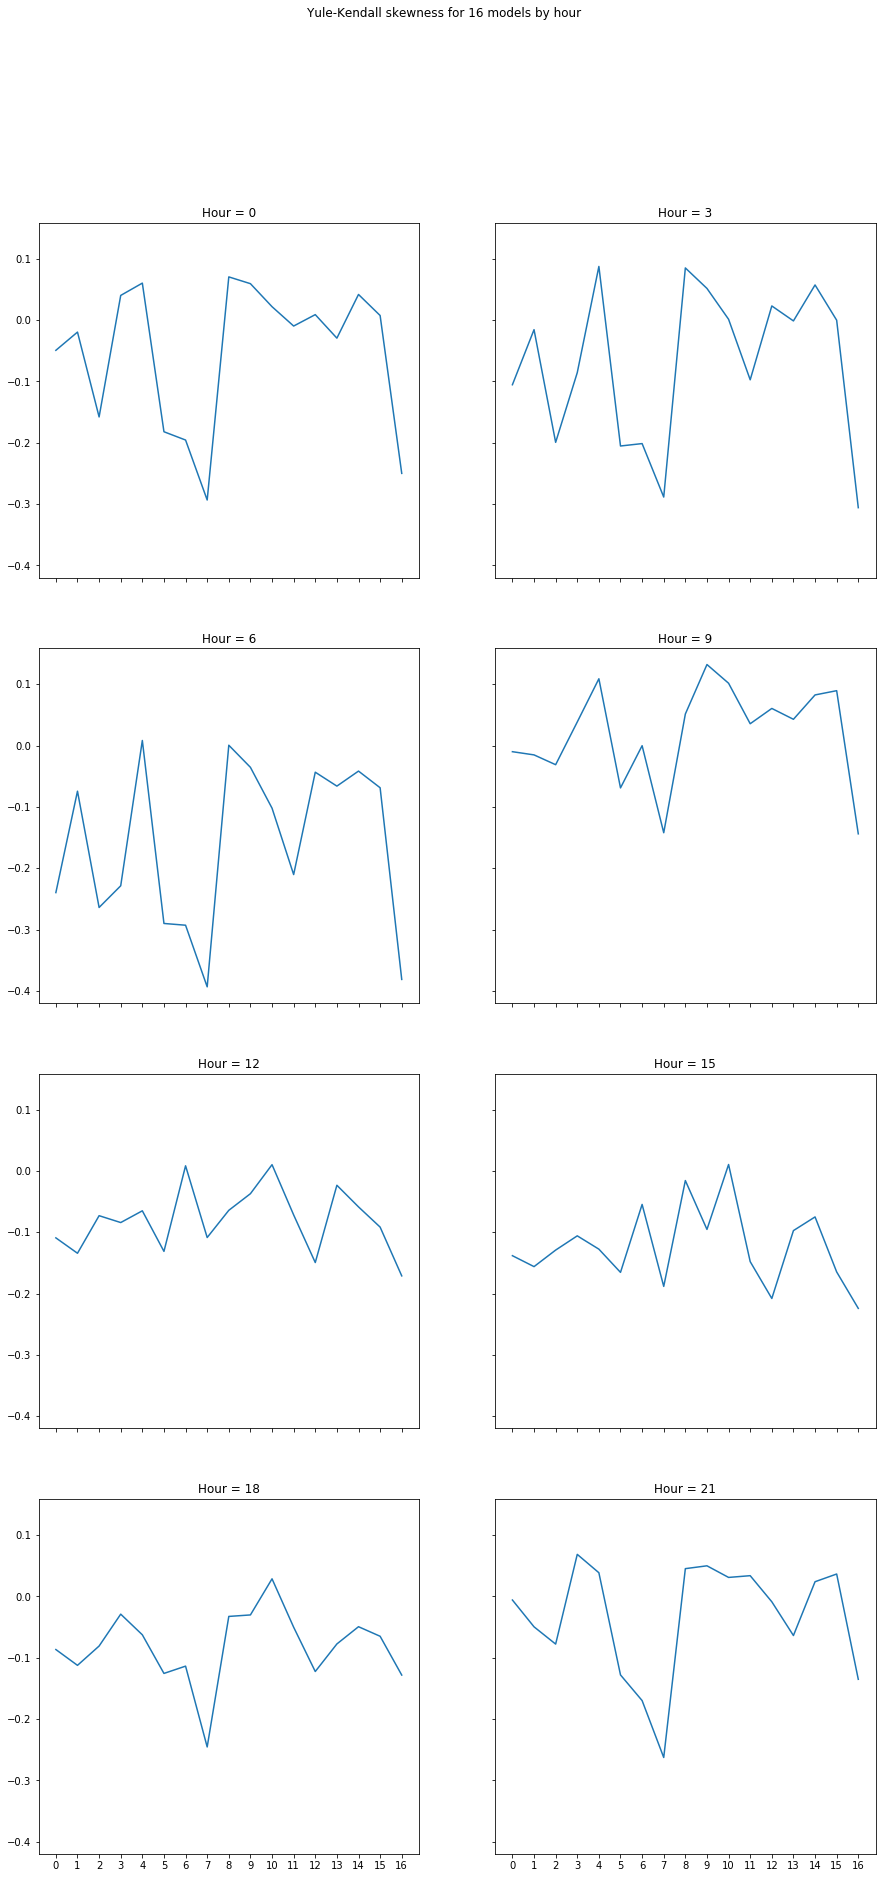 Yule-Kendall skewness for 16 models by hour
Hour = 0
Hour = 3
0.1
0.0
−0.1
−0.2
−0.3
−0.4
Hour = 6
Hour = 9
0.1
0.0
−0.1
−0.2
−0.3
−0.4
Hour = 12
Hour = 15
0.1
0.0
−0.1
−0.2
−0.3
−0.4
Hour = 18
Hour = 21
0.1
0.0
−0.1
−0.2
−0.3
−0.4
0 1 2 3 4 5 6 7 8 9 10 11 12 13 14 15 16
0 1 2 3 4 5 6 7 8 9 10 11 12 13 14 15 16